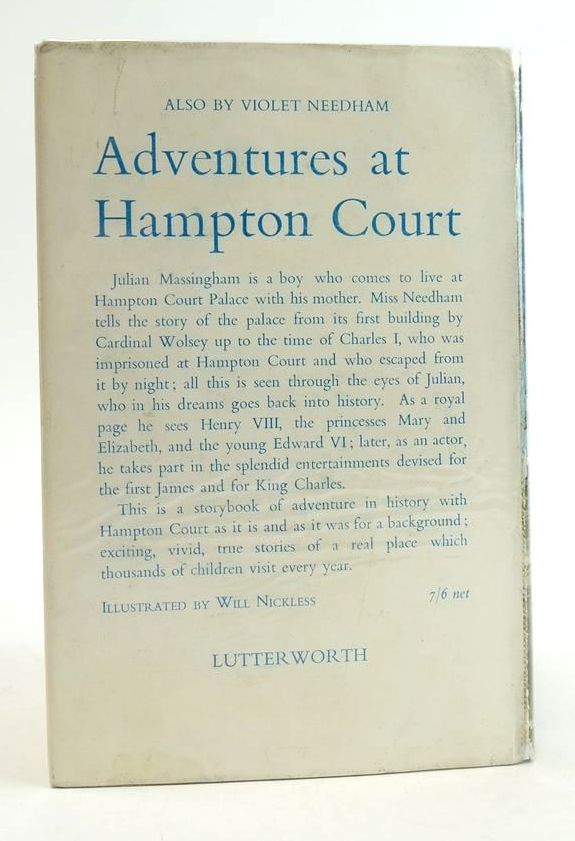 ALSO BY VIOLET NEEDHAM
Adventures at
Hampton Court
Julian Massingham is a boy who comes to live at
Hampton Court Palace with his mother. Miss Needham
tells the story of the palace from its first building by
Cardinal Wolsey up to the time of Charles I, who was
imprisoned at Hampton Court and who escaped from
it by night; all this is seen through the eyes of Julian,
who in his dreams goes back into history. As a royal
page he sees Henry VIII, the princesses Mary and
Elizabeth, and the young Edward VI; later, as an actor,
he takes part in the splendid entertainments devised for
the first James and for King Charles.
This is a storybook of adventure in history with
Hampton Court as it is and as it was for a background;
exciting, vivid, true stories of a real place which
thousands of children visit every year.
ILLUSTRATED BY WILL NICKLESS 7/6 net
LUTTERWORTH